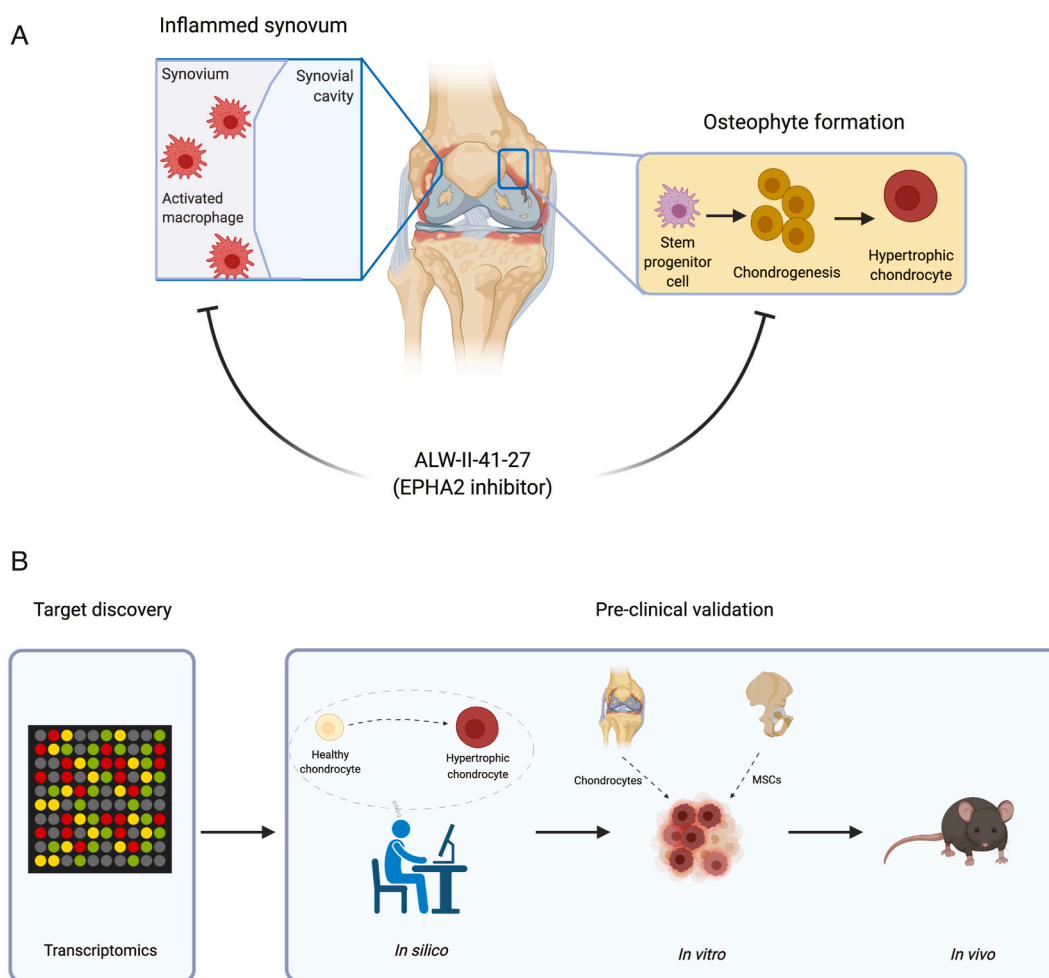 A
Inflammed synovum
Synovium
Synovial
cavity
Activated
macrophage
Osteophyte formation
Stem
progenitor
cell
Chondrogenesis
Hypertrophic
chondrocyte
ALW-II-41-27
(EPHA2 inhibitor)
B
Target discovery
Pre-clinical validation
Transcriptomics
Healthy
chondrocyte
Hypertrophic
chondrocyte
In silico
Chondrocytes
MSCs
In vitro
In vivo